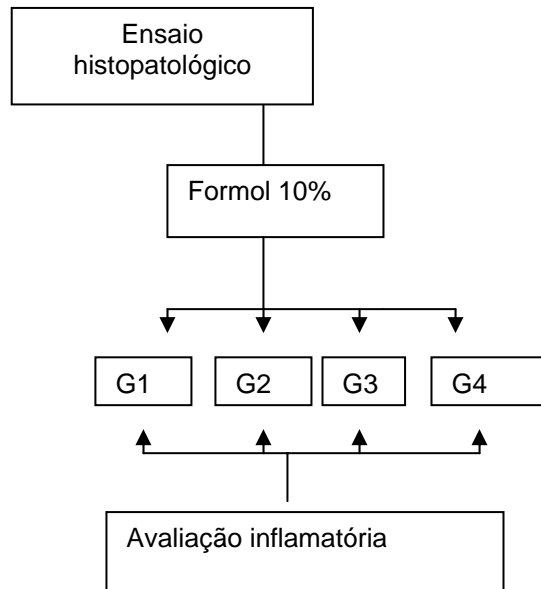 Ensaio
histopatológico
Formol 10%
G1
G2
G3
G4
Avaliação inflamatória